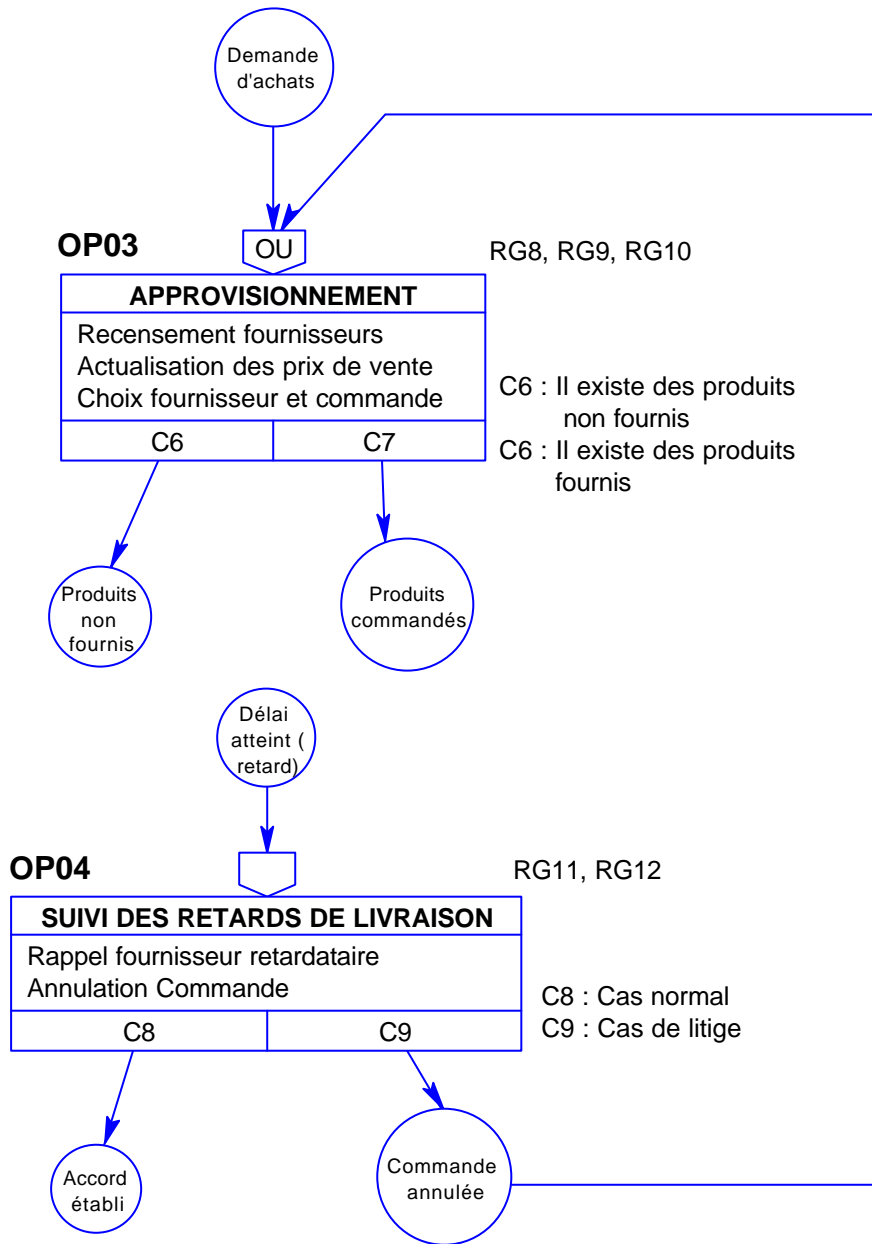 Demande
d'achats
OP03
OU
RG8, RG9, RG10
APPROVISIONNEMENT
Recensement fournisseurs
Actualisation des prix de vente
Choix fournisseur et commande
C6
C7
C6 : Il existe des produits
non fournis
C6 : Il existe des produits
fournis
Produits
non
fournis
Produits
commandés
Délai
atteint (
retard)
OP04
RG11, RG12
SUIVI DES RETARDS DE LIVRAISON
Rappel fournisseur retardataire
Annulation Commande
C8
C9
C8 : Cas normal
C9 : Cas de litige
Accord
établi
Commande
annulée